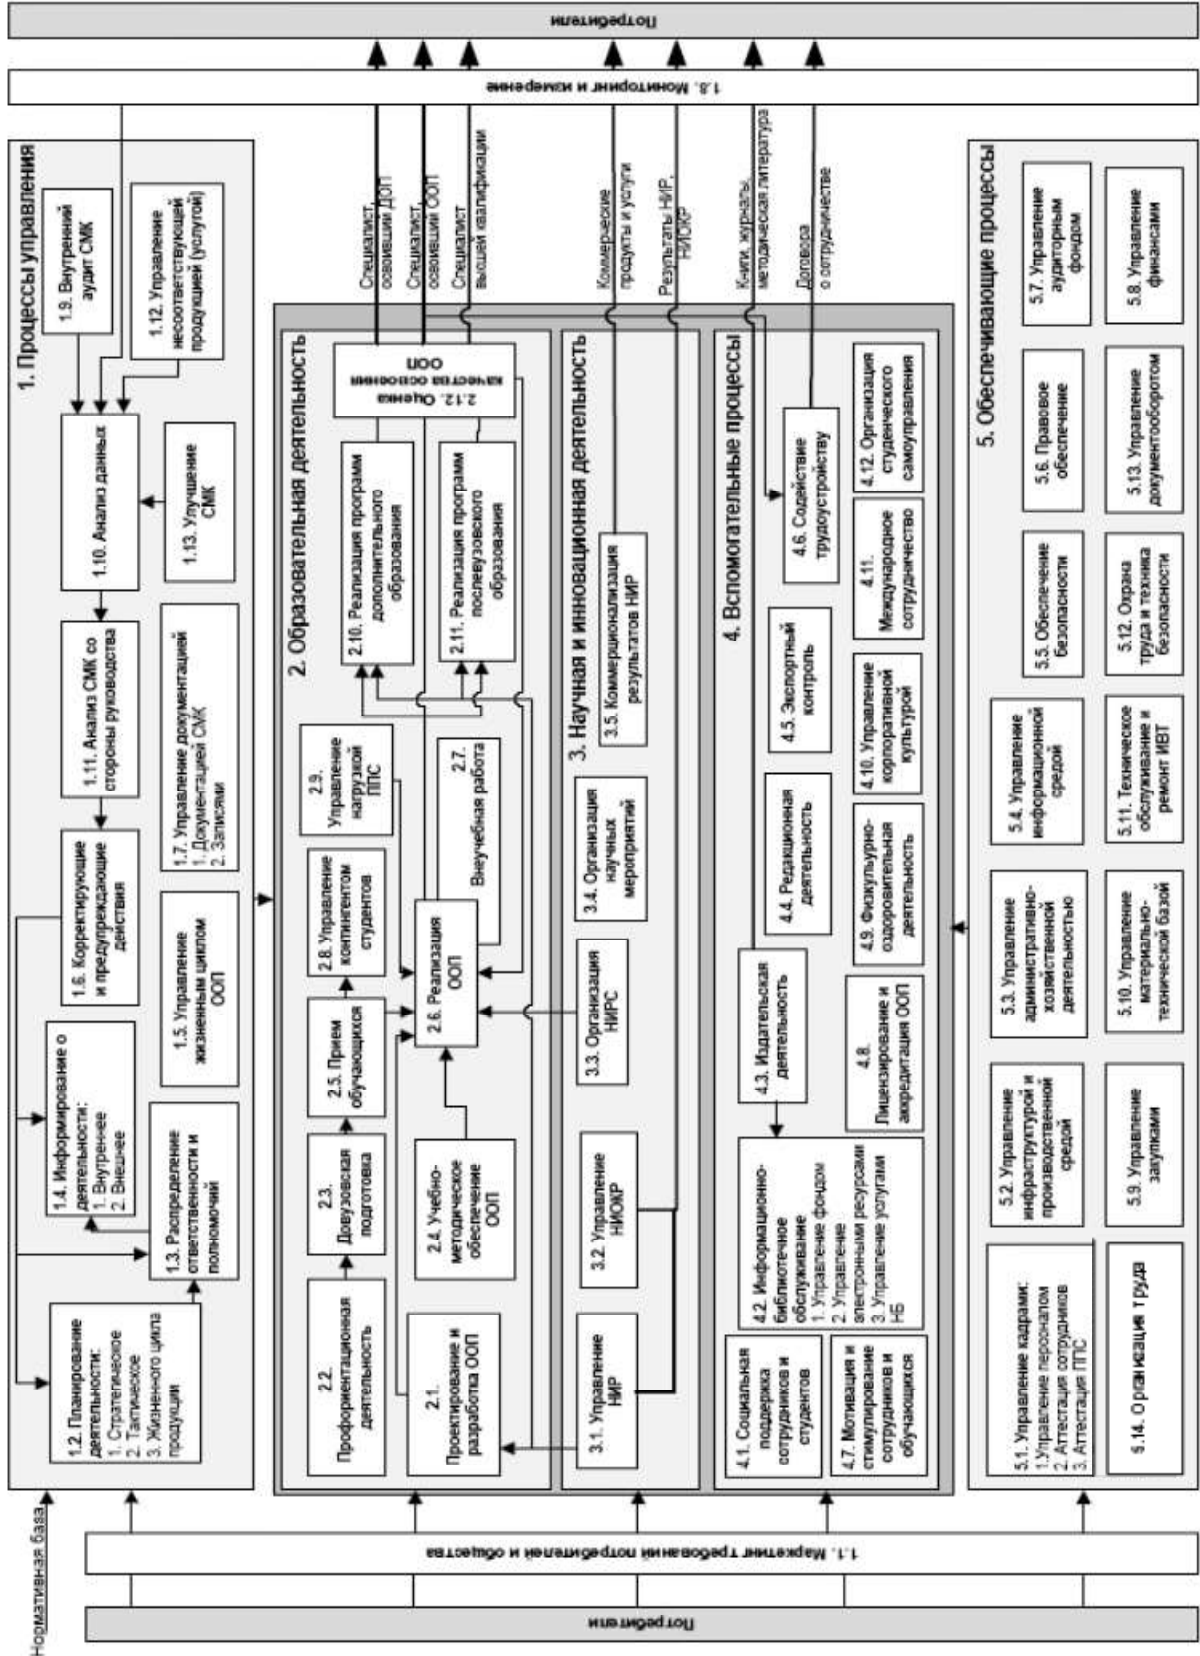 Нормативная база
Потребители
1.1. Маркетинг требований потребителей и общества
1. Процессы управления
1.2. Планирование
деятельности:
1. Стратегическое
2. Тактическое
3. Жизненного цикла
продукции
1.3. Распределение
ответственности и
полномочий
1.4. Информирование о
деятельности:
1. Внутреннее
2. Внешнее
1.5. Управление
жизненным циклом
ООП
1.6. Корректирующие
и предупреждающие
действия
1.7. Управление документацией
1. Документацией СМК
2. Записями
1.11. Анализ СМК со
стороны руководства
1.10. Анализ данных
1.13. Улучшение
СМК
1.9. Внутренний
аудит СМК
1.12. Управление
несоответствующей
продукцией (услугой)
2. Образовательная деятельность
2.2.
Профориентационная
деятельность
2.1.
Проектирование и
разработка ООП
2.3.
Довузовская
подготовка
2.4. Учебно-
методическое
обеспечение
ООП
2.5. Прием
обучающихся
2.8. Управление
контингентом
студентов
2.6. Реализация
ООП
2.9.
Управление
нагрузкой
ППС
2.7.
Внеучебная работа
2.10. Реализация программ
дополнительного
образования
2.11. Реализация программ
послевузовского
образования
2.12. Оценка
качества освоения
ООП
3. Научная и инновационная деятельность
3.1. Управление
НИР
3.2. Управление
НИОКР
3.3. Организация
НИРС
3.4. Организация
научных
мероприятий
3.5. Коммерционализация
результатов НИР
4. Вспомогательные процессы
4.1. Социальная
поддержка
сотрудников и
студентов
4.7. Мотивация и
стимулирование
сотрудников и
обучающихся
4.2. Информационно-
библиотечное
обслуживание
1. Управление фондом
2. Управление
электронными ресурсами
3. Управление услугами
НБ
4.3. Издательская
деятельность
4.8.
Лицензирование и
аккредитация ООП
4.4. Редакционная
деятельность
4.9. Физкульурно-
оздоровительная
деятельность
4.5. Экспортный
контроль
4.10. Управление
корпоративной
культурой
4.6. Содействие
трудоустройству
4.11.
Международное
сотрудничество
4.12. Организация
студенческого
самоуправления
5. Обеспечивающие процессы
5.1. Управление кадрами:
1.Управление персоналом
2. Аттестация сотрудников
3. Аттестация ППС
5.14. Организация труда
5.2. Управление
инфраструктурой и
производственной
средой
5.9. Управление
закупками
5.3. Управление
административно-
хозяйственной
деятельностью
5.10. Управление
материально-
технической базой
5.4. Управление
информационной
средой
5.11. Техническое
обслуживание и
ремонт ИВТ
5.5. Обеспечение
безопасности
5.12. Охрана
труда и техника
безопасности
5.6. Правовое
обеспечение
5.13. Управление
документооборотом
5.7. Управление
аудиторным
фондом
5.8. Управление
финансами
Специалист,
освоивший ДОП
Специалист,
освоивший ООП
Специалист
высшей квалификации
Коммерческие
продукты и услуги
Результаты НИР,
НИОКР
Книги, журналы,
методическая литература
Договора
о сотрудничестве
1.8. Мониторинг и измерение
Потребители